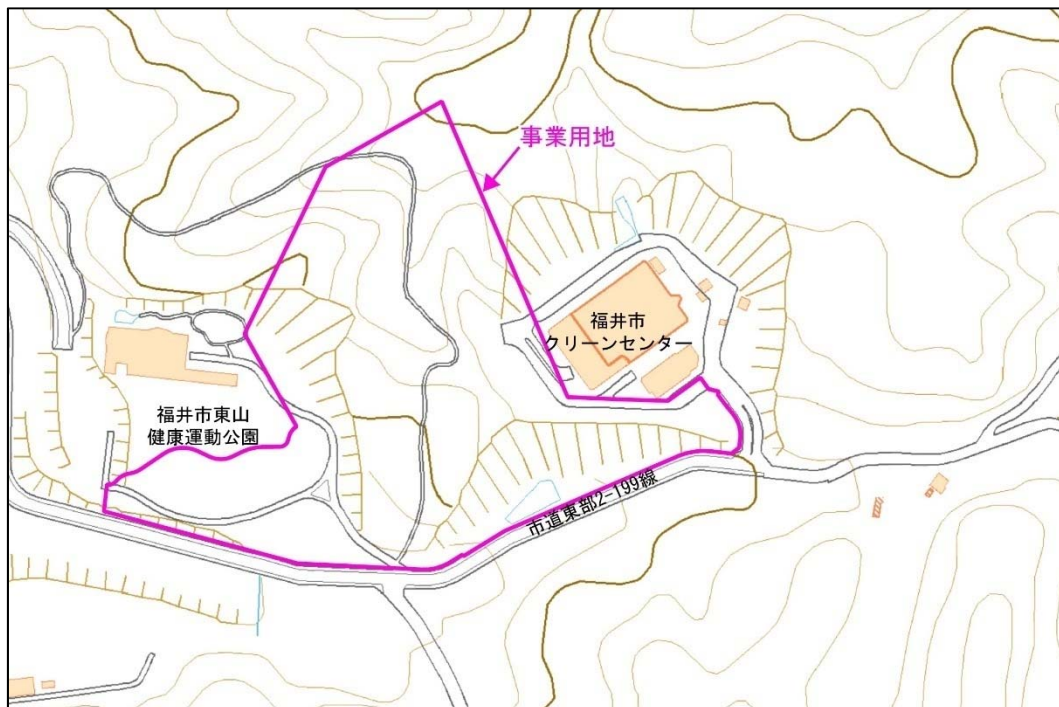 事業用地
福井市
クリーンセンター
福井市東山
健康運動公園
市道東部2-199線